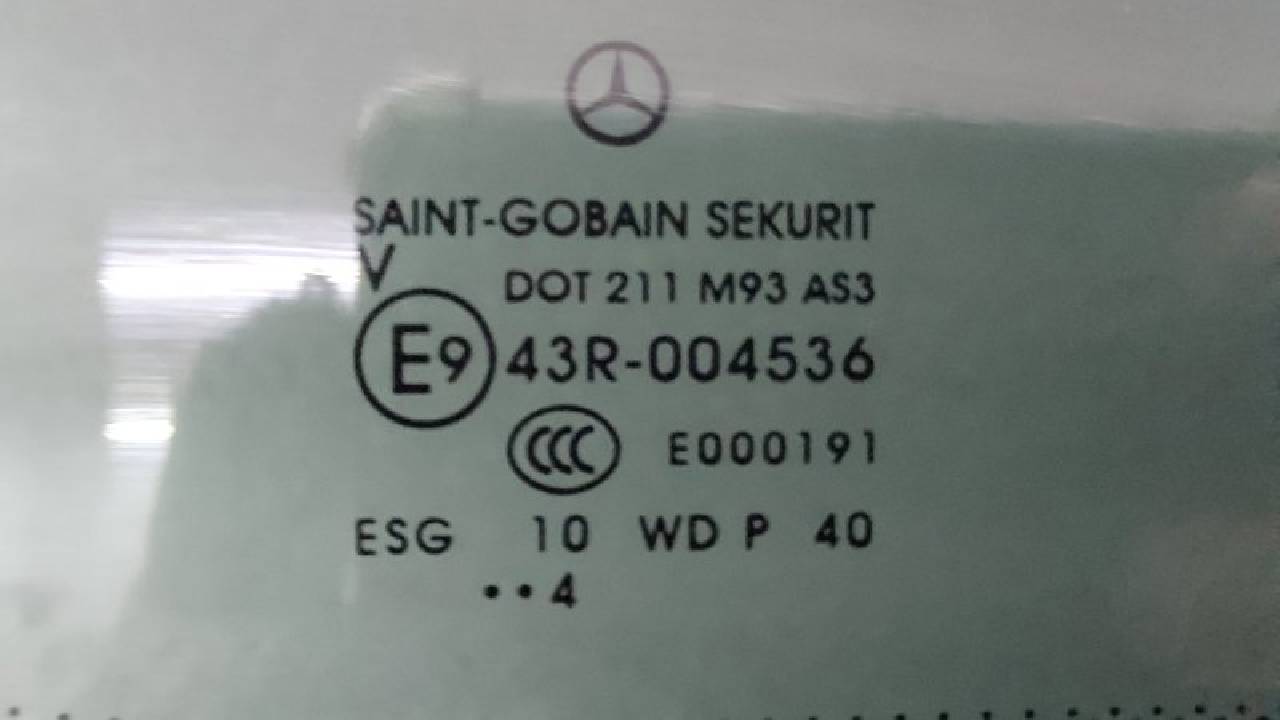 SAINT-GOBAIN SEKURIT
V
DOT 211 M93 AS3
E9 43R-004536
CCC E000191
ESG 10 WD P 40
••4